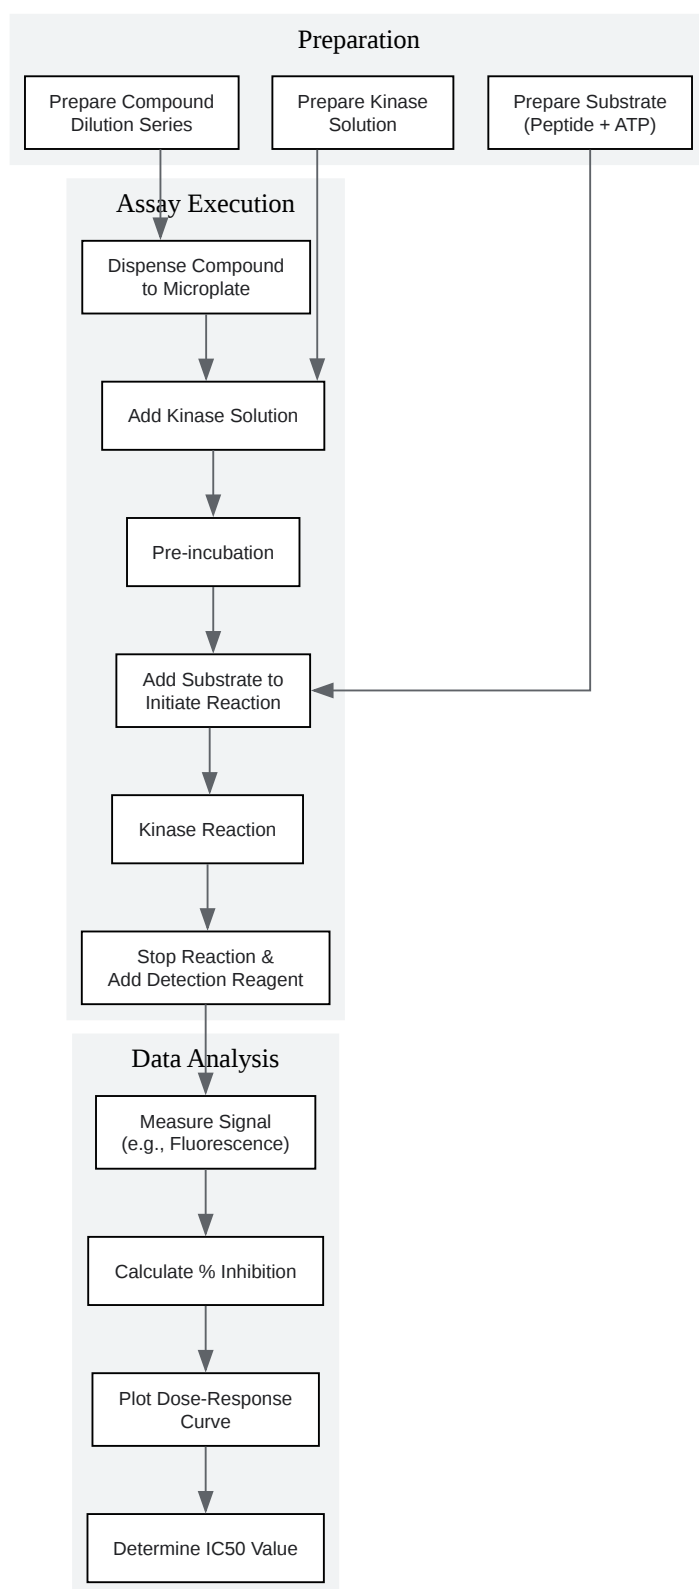 Preparation
Prepare Compound
Dilution Series
Prepare Kinase
Solution
Prepare Substrate
(Peptide + ATP)
Assay Execution
Dispense Compound
to Microplate
Add Kinase Solution
Pre-incubation
Add Substrate to
Initiate Reaction
Kinase Reaction
Stop Reaction &
Add Detection Reagent
Data Analysis
Measure Signal
(e.g., Fluorescence)
Calculate % Inhibition
Plot Dose-Response
Curve
Determine IC50 Value